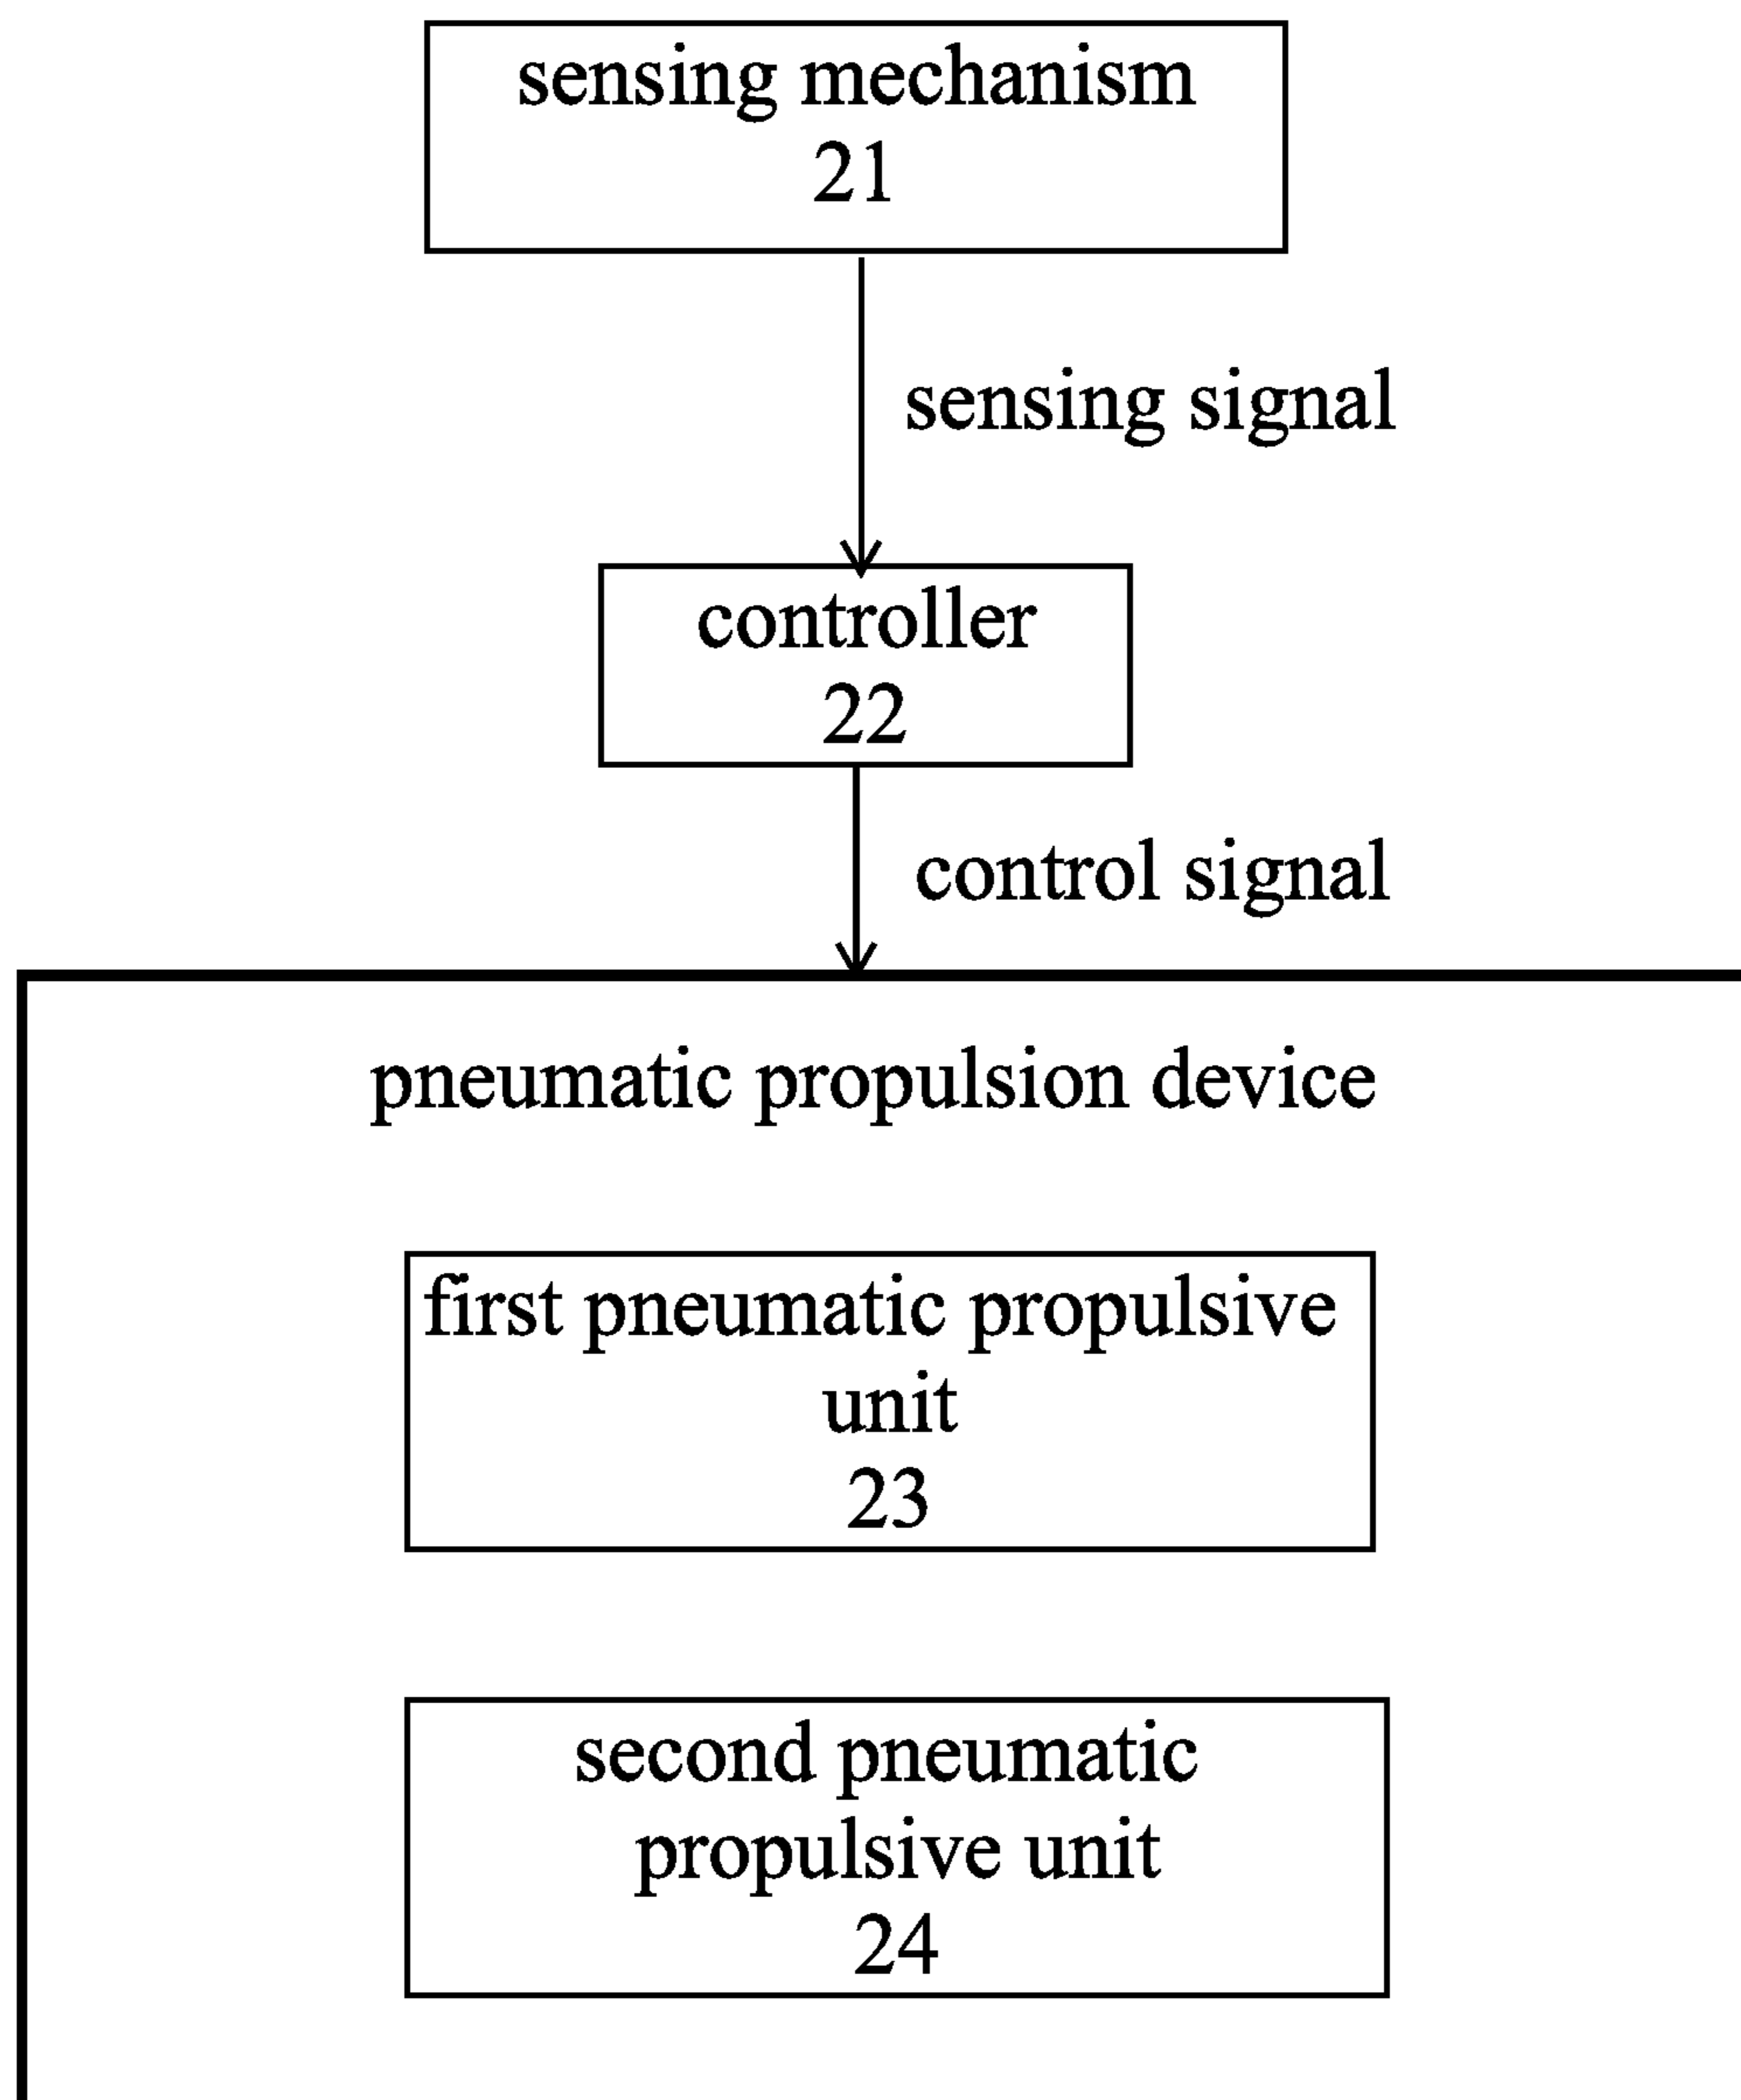 sensing mechanism
21
sensing signal
controller
22
control signal
pneumatic propulsion device
first pneumatic propulsive
unit
23
second pneumatic
propulsive unit
24